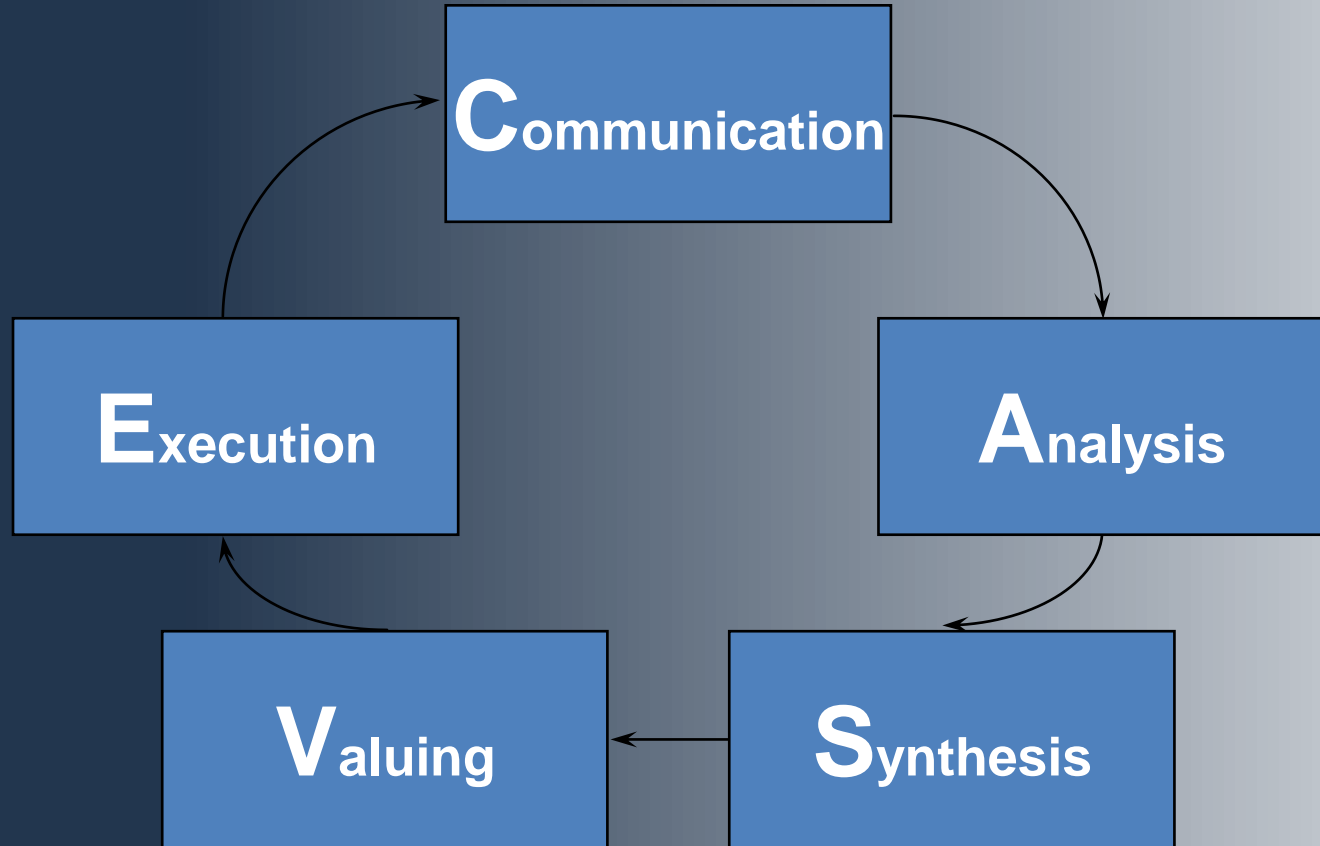 Communication
Analysis
Synthesis
Valuing
Execution